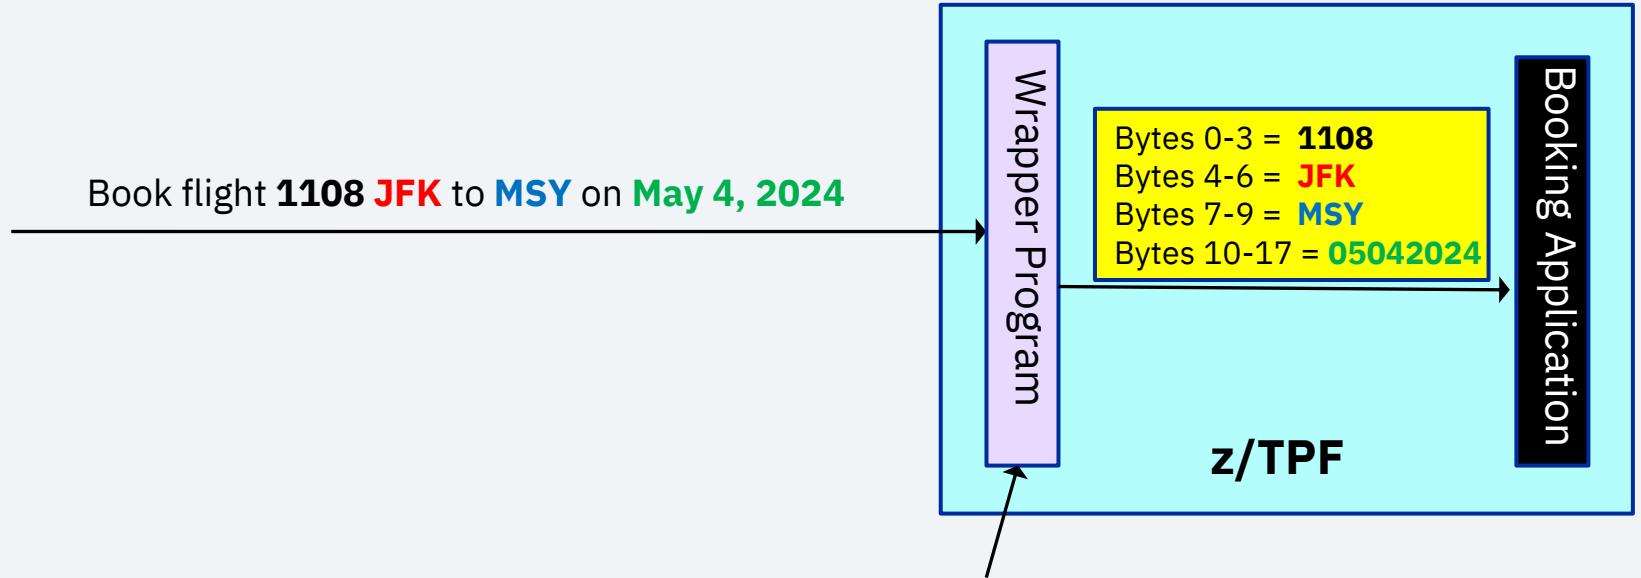 Book flight 1108 JFK to MSY on May 4, 2024
Wrapper Program
Bytes 0-3 = 1108
Bytes 4-6 = JFK
Bytes 7-9 = MSY
Bytes 10-17 = 05042024
Booking Application
z/TPF